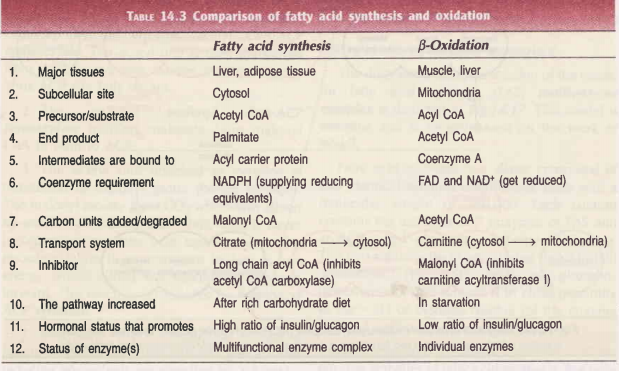 TABLE 14.3 Comparison of fatty acid synthesis and oxidation
Fatty acid synthesis β-Oxidation
1. Major tissues Liver, adipose tissue Muscle, liver
2. Subcellular site Cytosol Mitochondria
3. Precursor/substrate Acetyl CoA Acyl CoA
4. End product Palmitate Acetyl CoA
5. Intermediates are bound to Acyl carrier protein Coenzyme A
6. Coenzyme requirement NADPH (supplying reducing FAD and NAD⁺ (get reduced)
equivalents)
7. Carbon units added/degraded Malonyl CoA Acetyl CoA
8. Transport system Citrate (mitochondria ⟶ cytosol) Carnitine (cytosol ⟶ mitochondria)
9. Inhibitor Long chain acyl CoA (inhibits Malonyl CoA (inhibits
acetyl CoA carboxylase) carnitine acyltransferase I)
10. The pathway increased After rich carbohydrate diet In starvation
11. Hormonal status that promotes High ratio of insulin/glucagon Low ratio of insulin/glucagon
12. Status of enzyme(s) Multifunctional enzyme complex Individual enzymes